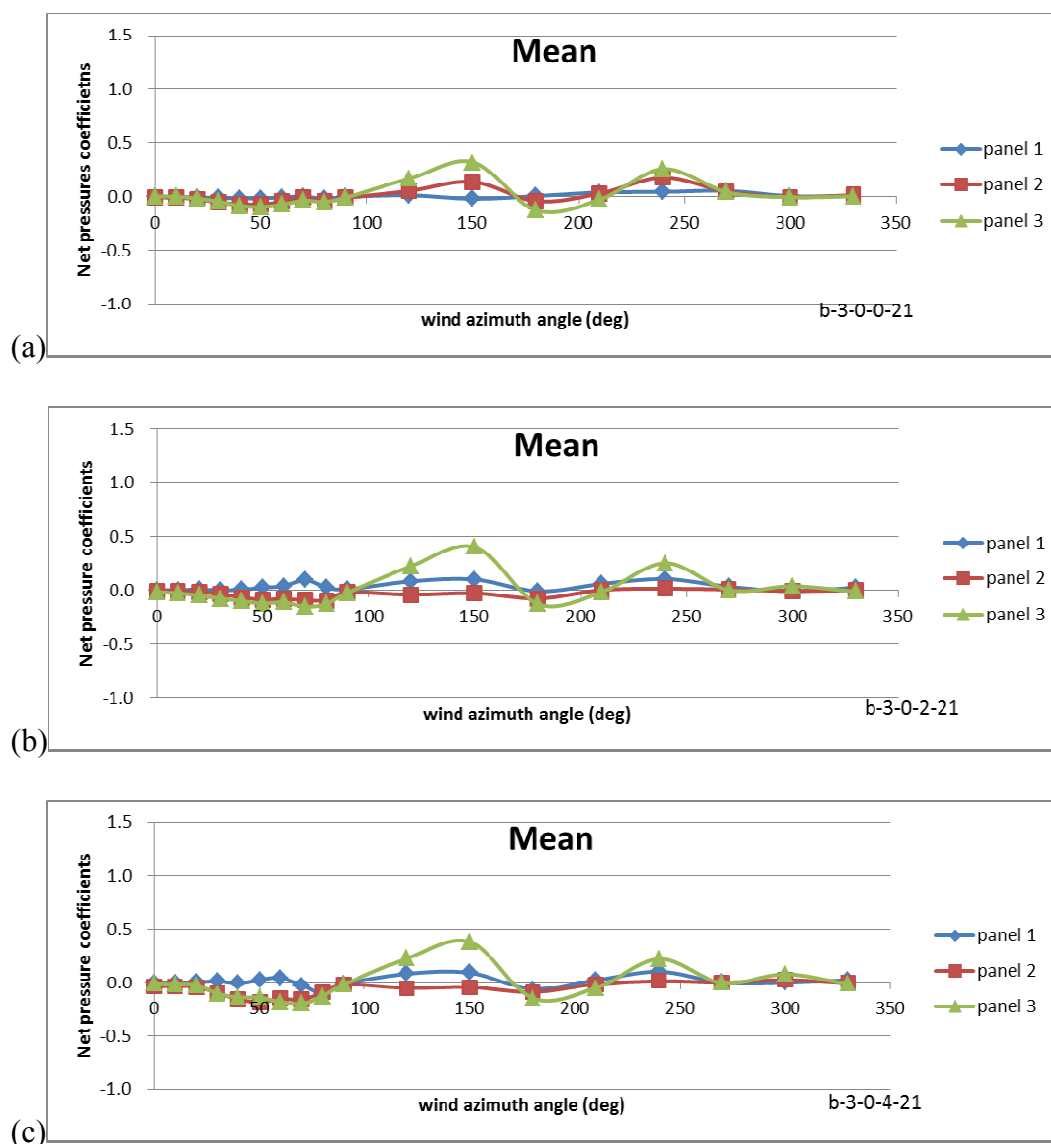 (a)
Mean
Net pressures coefficietns
1.5
1.0
0.5
0.0
-0.5
-1.0
0 50 100 150 200 250 300 350
wind azimuth angle (deg)
panel 1
panel 2
panel 3
b-3-0-0-21
(b)
Mean
Net pressure coefficients
1.5
1.0
0.5
0.0
-0.5
-1.0
0 50 100 150 200 250 300 350
wind azimuth angle (deg)
panel 1
panel 2
panel 3
b-3-0-2-21
(c)
Mean
Net pressure coefficients
1.5
1.0
0.5
0.0
-0.5
-1.0
0 50 100 150 200 250 300 350
wind azimuth angle (deg)
panel 1
panel 2
panel 3
b-3-0-4-21